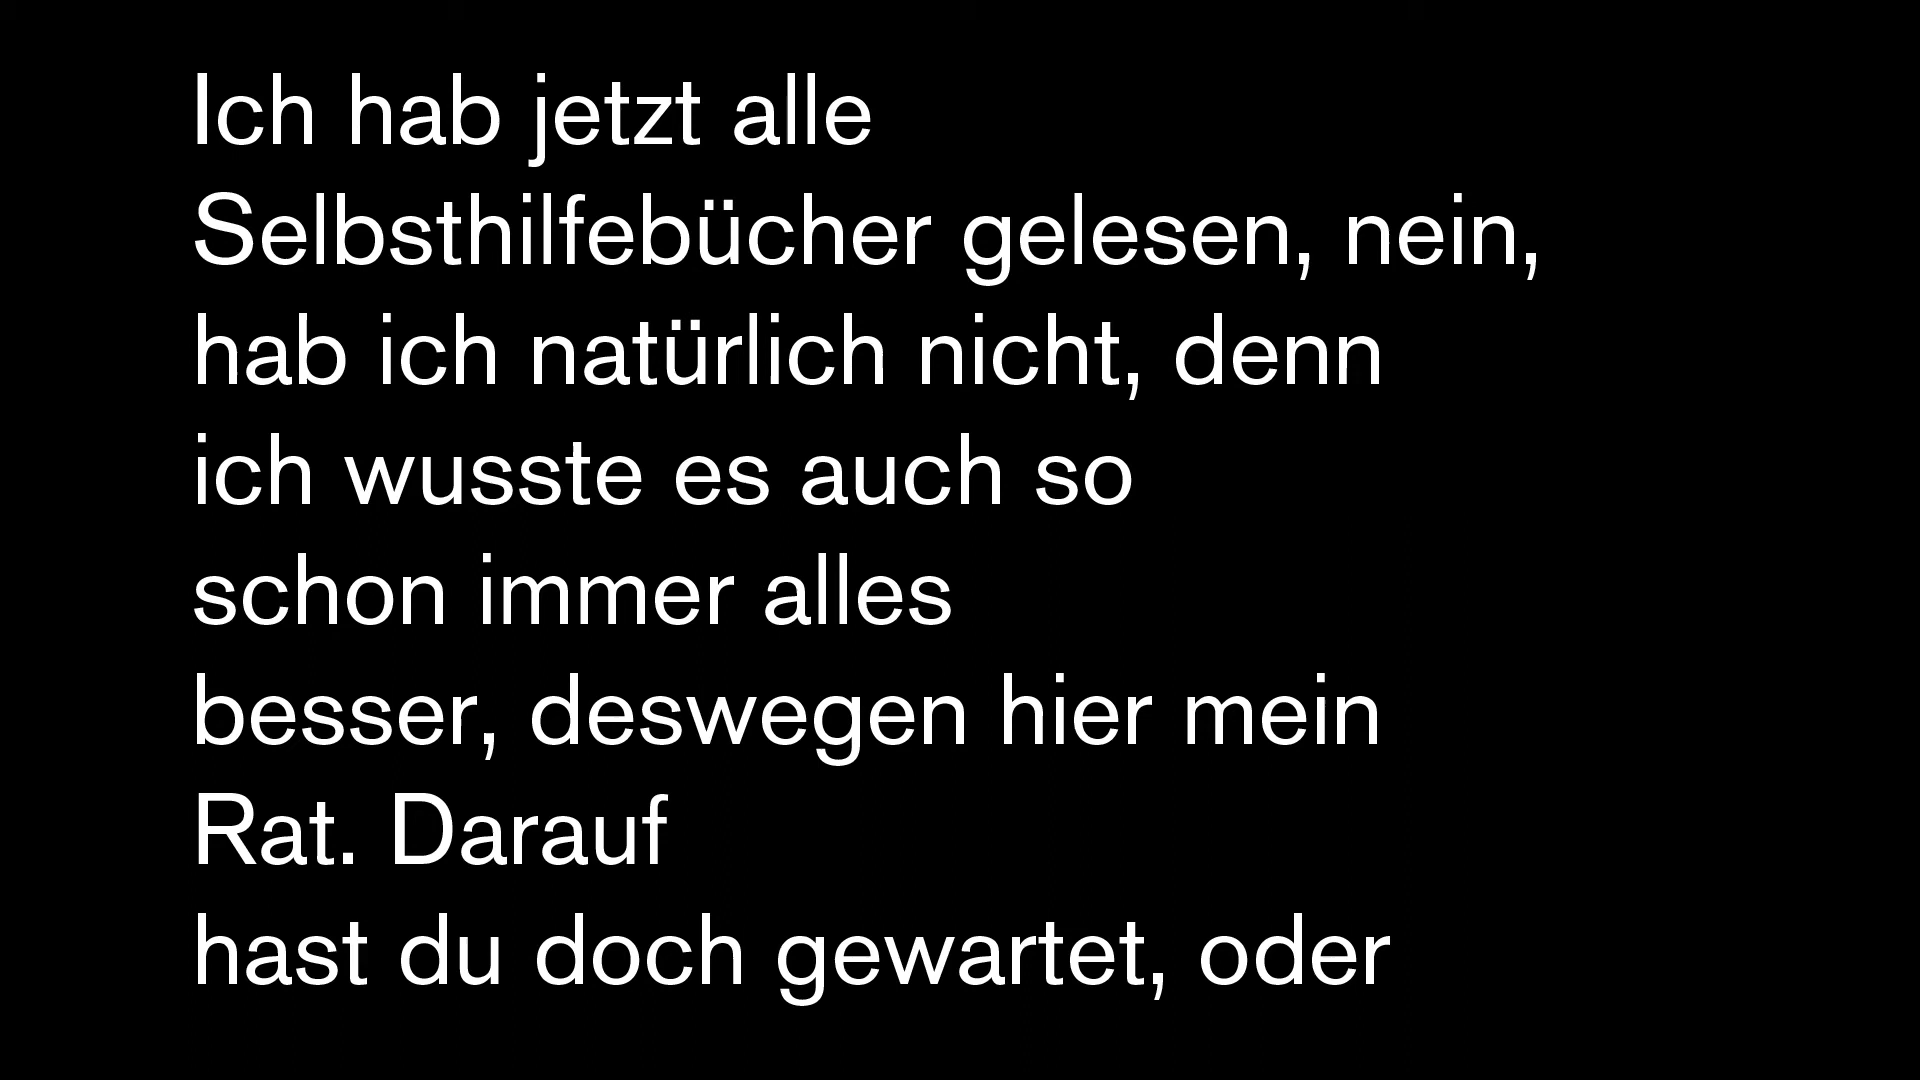 Ich hab jetzt alle
Selbsthilfebücher gelesen, nein,
hab ich natürlich nicht, denn
ich wusste es auch so
schon immer alles
besser, deswegen hier mein
Rat. Darauf
hast du doch gewartet, oder